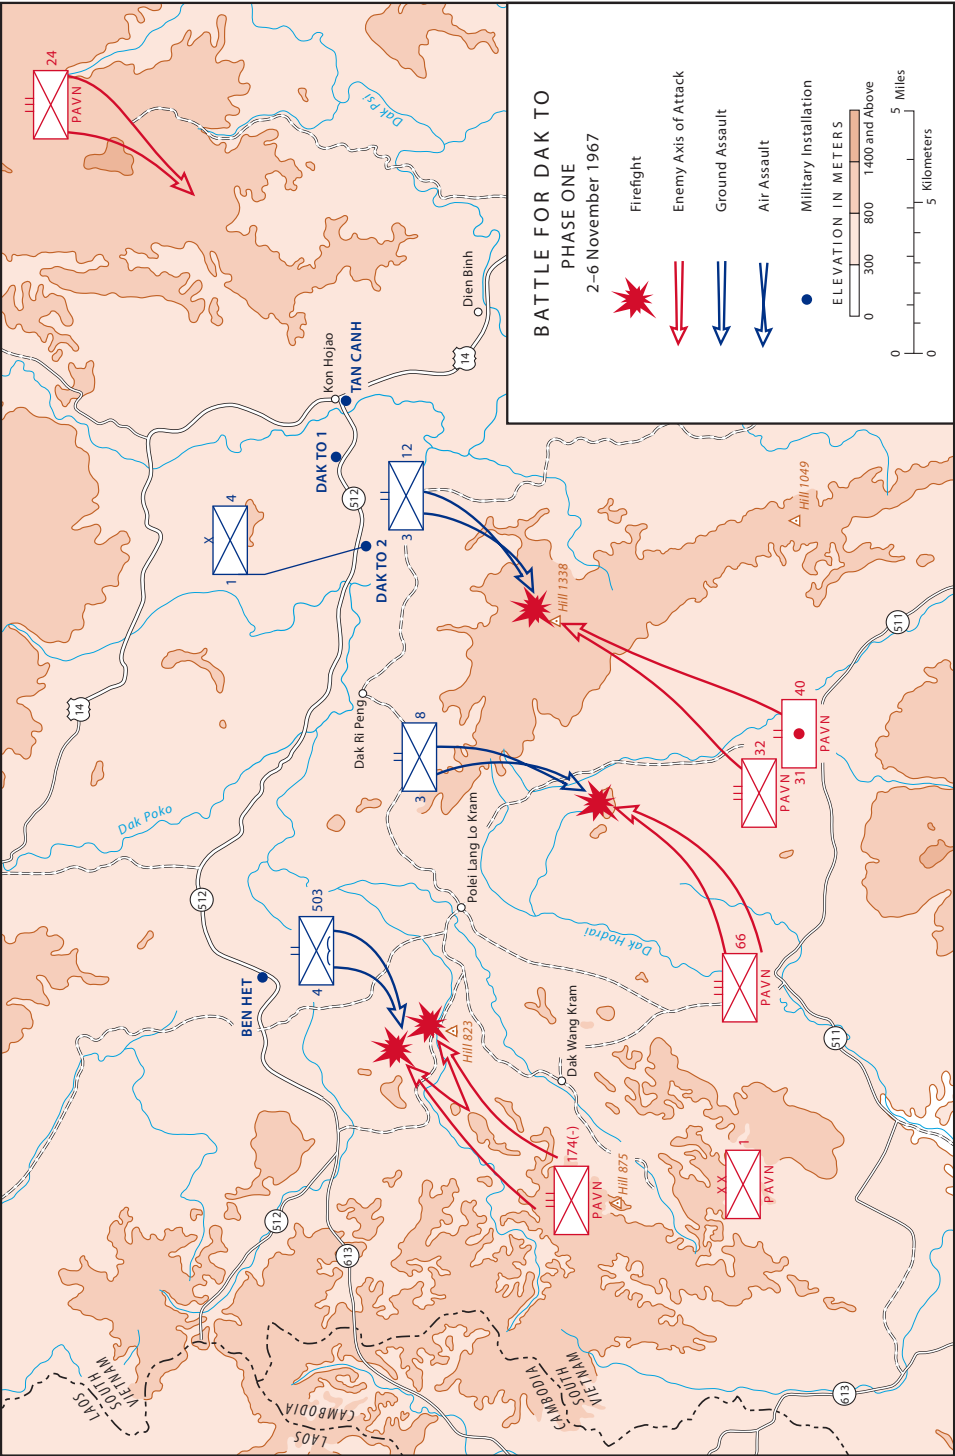 BATTLE FOR DAK TO
PHASE ONE
2–6 November 1967
Firefight
Enemy Axis of Attack
Ground Assault
Air Assault
Military Installation
ELEVATION IN METERS
0 300 800 1400 and Above
0 5 Miles
0 5 Kilometers
24
PAVN
Dak Psi
Dien Binh
14
Kon Hojao
TAN CANH
DAK TO 1
512
X
1 4
DAK TO 2
3 12
Hill 1338
Hill 1049
511
14
Dak Ri Peng
3 8
Dak Poko
Polei Lang Lo Kram
32
PAVN
31 40
PAVN
512
4 503
BEN HET
Hill 823
Dak Hodrai
66
PAVN
Dak Wang Kram
511
174(-)
PAVN
Hill 875
X X
1
PAVN
512
613
613
LAOS
SOUTH
VIETNAM
LAOS
CAMBODIA
CAMBODIA
SOUTH
VIETNAM